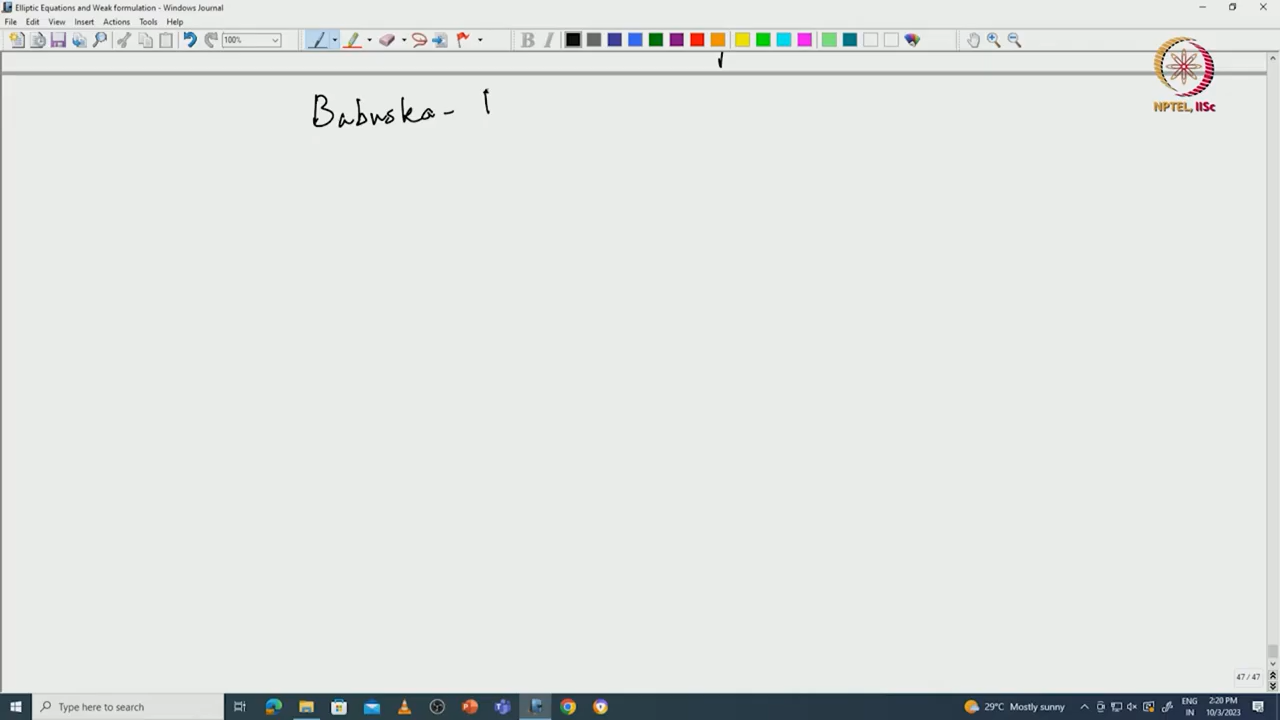 Elliptic Equations and Weak formulation - Windows Journal
File Edit View Insert Actions Tools Help
100%
B I
NPTEL, IISc
Babuska -
47 / 47
Type here to search
29°C Mostly sunny
ENG
IN
2:20 PM
10/3/2023